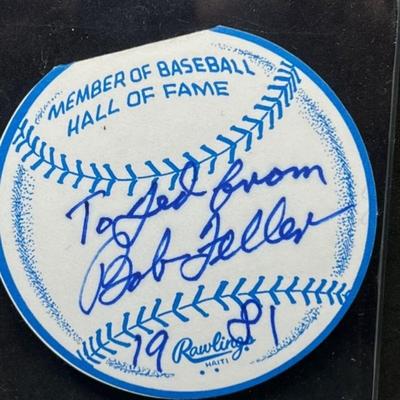 MEMBER OF BASEBALL
HALL OF FAME
To Ted from
Bob Feller
19 81
Rawlings
HAITI